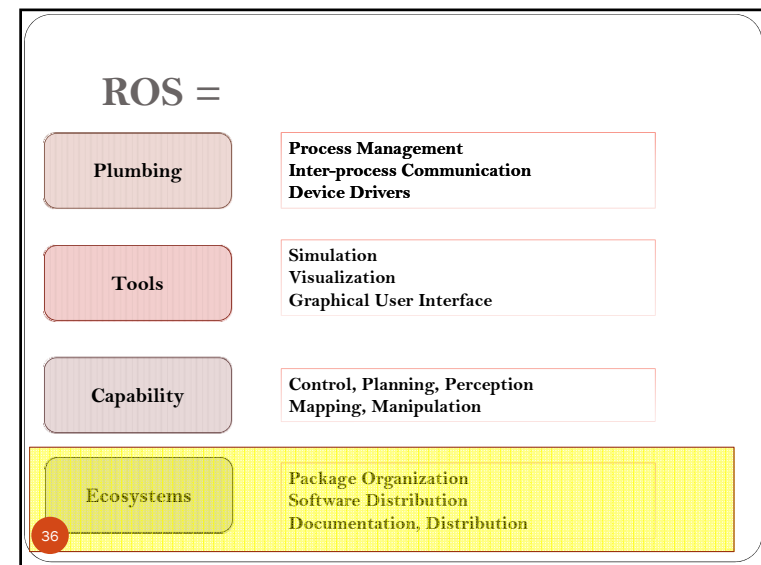 ROS =
Plumbing
Process Management
Inter-process Communication
Device Drivers
Tools
Simulation
Visualization
Graphical User Interface
Capability
Control, Planning, Perception
Mapping, Manipulation
Ecosystems
Package Organization
Software Distribution
Documentation, Distribution
36